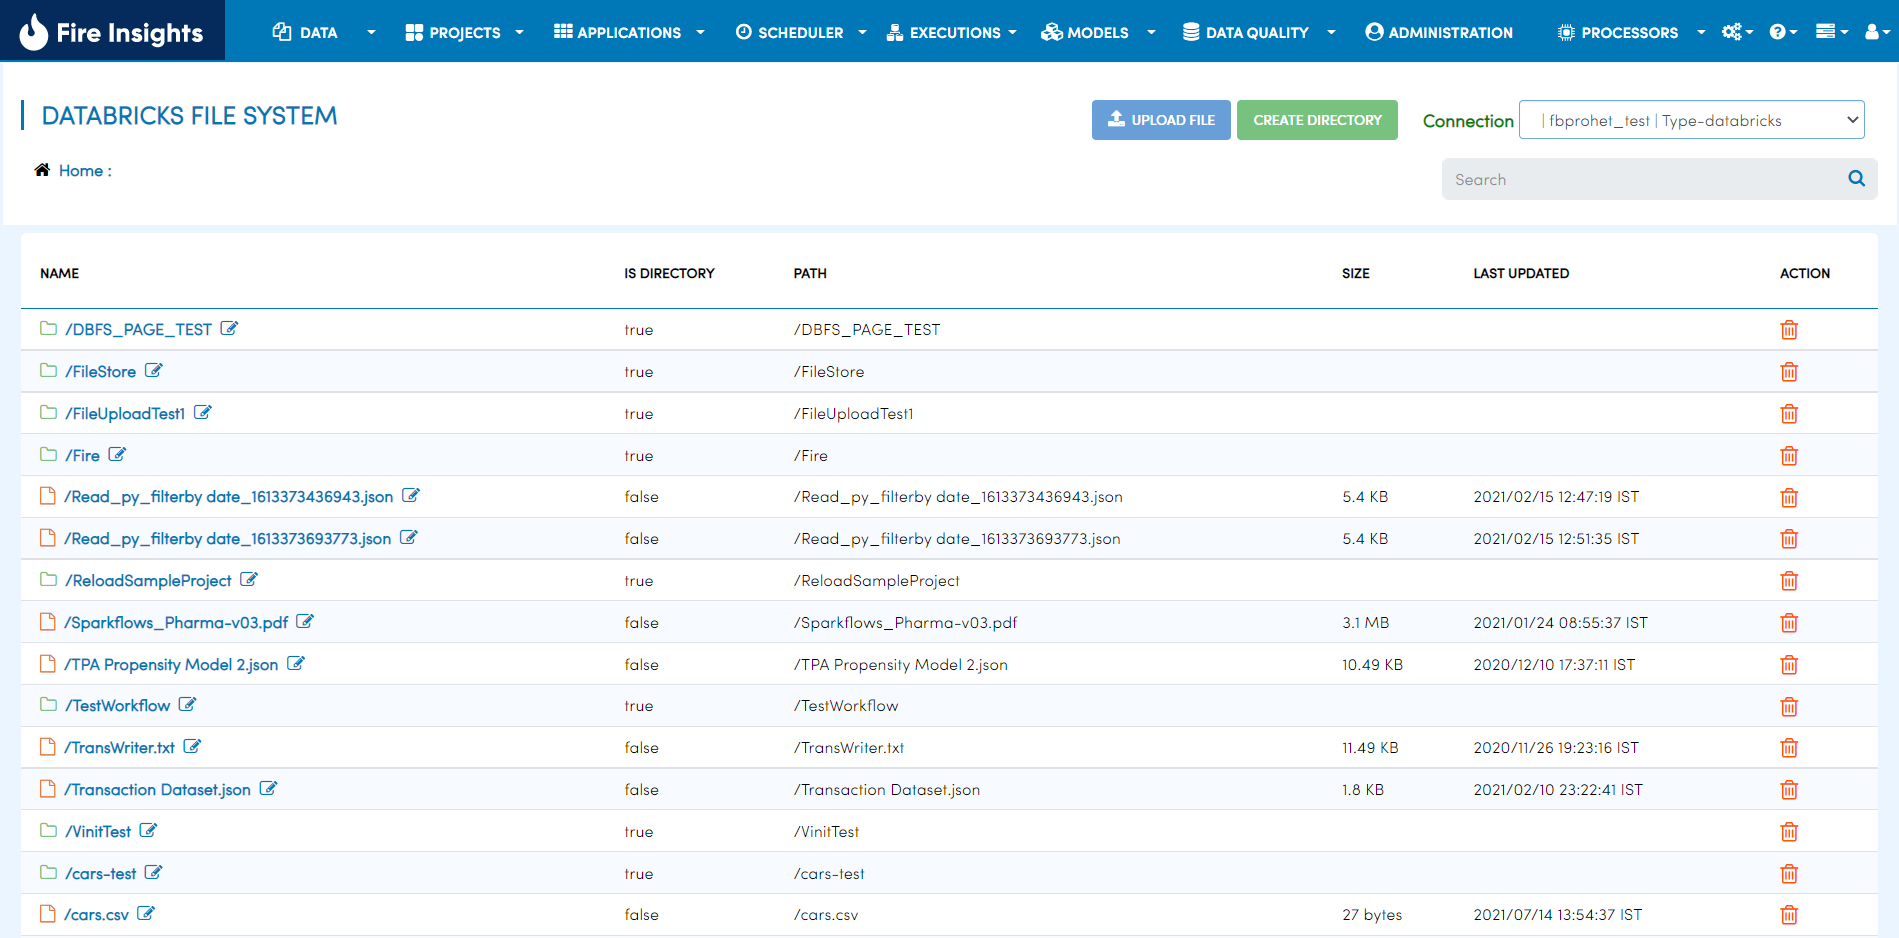 Fire Insights DATA PROJECTS APPLICATIONS SCHEDULER EXECUTIONS MODELS DATA QUALITY ADMINISTRATION PROCESSORS
DATABRICKS FILE SYSTEM UPLOAD FILE CREATE DIRECTORY Connection | fbprohet_test | Type-databricks
Home :
Search
NAME IS DIRECTORY PATH SIZE LAST UPDATED ACTION
/DBFS_PAGE_TEST true /DBFS_PAGE_TEST
/FileStore true /FileStore
/FileUploadTest1 true /FileUploadTest1
/Fire true /Fire
/Read_py_filterby date_1613373436943.json false /Read_py_filterby date_1613373436943.json 5.4 KB 2021/02/15 12:47:19 IST
/Read_py_filterby date_1613373693773.json false /Read_py_filterby date_1613373693773.json 5.4 KB 2021/02/15 12:51:35 IST
/ReloadSampleProject true /ReloadSampleProject
/Sparkflows_Pharma-v03.pdf false /Sparkflows_Pharma-v03.pdf 3.1 MB 2021/01/24 08:55:37 IST
/TPA Propensity Model 2.json false /TPA Propensity Model 2.json 10.49 KB 2020/12/10 17:37:11 IST
/TestWorkflow true /TestWorkflow
/TransWriter.txt false /TransWriter.txt 11.49 KB 2020/11/26 19:23:16 IST
/Transaction Dataset.json false /Transaction Dataset.json 1.8 KB 2021/02/10 23:22:41 IST
/VinitTest true /VinitTest
/cars-test true /cars-test
/cars.csv false /cars.csv 27 bytes 2021/07/14 13:54:37 IST